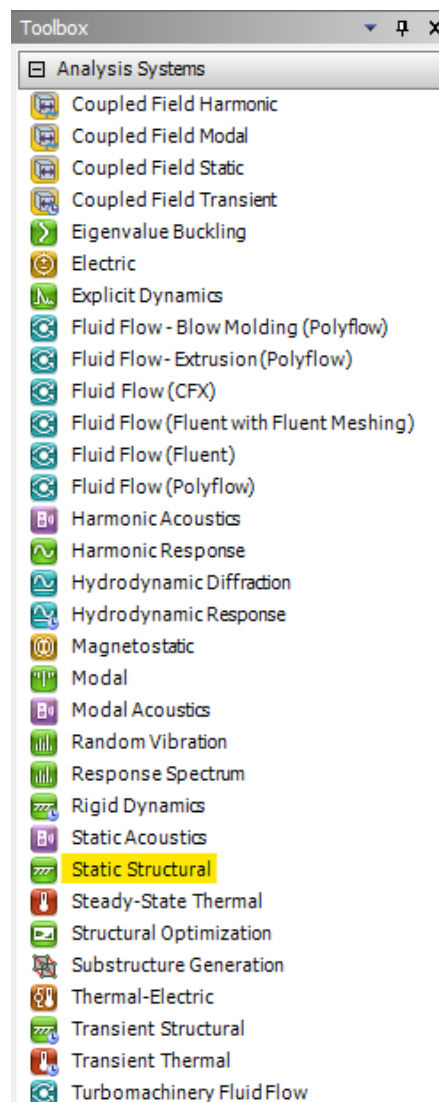 Toolbox
Analysis Systems
Coupled Field Harmonic
Coupled Field Modal
Coupled Field Static
Coupled Field Transient
Eigenvalue Buckling
Electric
Explicit Dynamics
Fluid Flow - Blow Molding (Polyflow)
Fluid Flow - Extrusion (Polyflow)
Fluid Flow (CFX)
Fluid Flow (Fluent with Fluent Meshing)
Fluid Flow (Fluent)
Fluid Flow (Polyflow)
Harmonic Acoustics
Harmonic Response
Hydrodynamic Diffraction
Hydrodynamic Response
Magnetostatic
Modal
Modal Acoustics
Random Vibration
Response Spectrum
Rigid Dynamics
Static Acoustics
Static Structural
Steady-State Thermal
Structural Optimization
Substructure Generation
Thermal-Electric
Transient Structural
Transient Thermal
Turbomachinery Fluid Flow